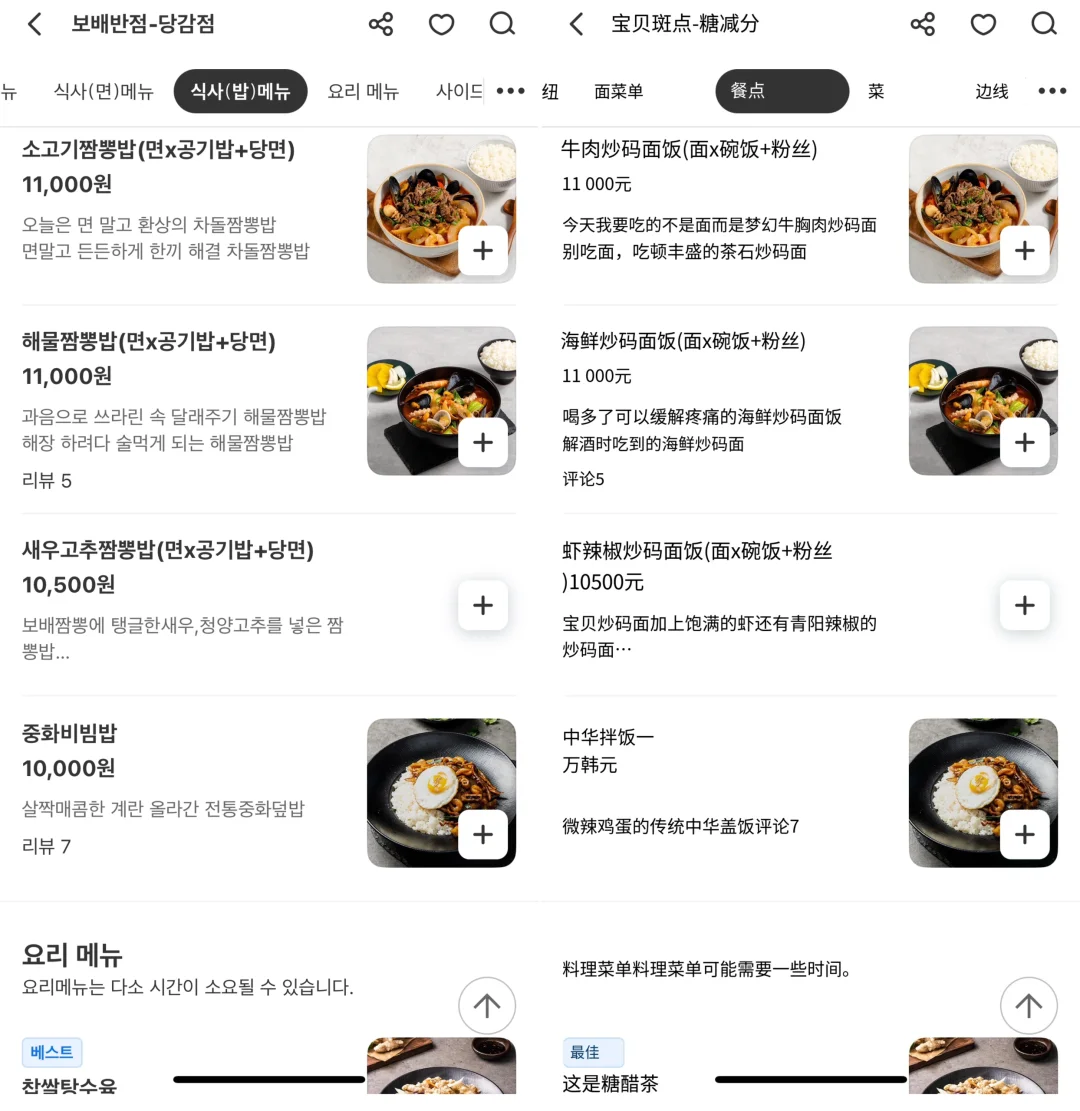 보배반점-당감점
뉴 식사(면)메뉴 식사(밥)메뉴 요리 메뉴 사이드
소고기짬뽕밥(면x공기밥+당면)
11,000원
오늘은 면 말고 환상의 차돌짬뽕밥
면말고 든든하게 한끼 해결 차돌짬뽕밥
해물짬뽕밥(면x공기밥+당면)
11,000원
과음으로 쓰라린 속 달래주기 해물짬뽕밥
해장 하려다 술먹게 되는 해물짬뽕밥
리뷰 5
새우고추짬뽕밥(면x공기밥+당면)
10,500원
보배짬뽕에 탱글한새우,청양고추를 넣은 짬
뽕밥...
중화비빔밥
10,000원
살짝매콤한 계란 올라간 전통중화덮밥
리뷰 7
요리 메뉴
요리메뉴는 다소 시간이 소요될 수 있습니다.
베스트
찹쌀탕수육
宝贝斑点-糖减分
纽 面菜单 餐点 菜 边线
牛肉炒码面饭(面x碗饭+粉丝)
11 000元
今天我要吃的不是面而是梦幻牛胸肉炒码面
别吃面，吃顿丰盛的茶石炒码面
海鲜炒码面饭(面x碗饭+粉丝)
11 000元
喝多了可以缓解疼痛的海鲜炒码面饭
解酒时吃到的海鲜炒码面
评论5
虾辣椒炒码面饭(面x碗饭+粉丝
)10500元
宝贝炒码面加上饱满的虾还有青阳辣椒的
炒码面…
中华拌饭一
万韩元
微辣鸡蛋的传统中华盖饭评论7
料理菜单料理菜单可能需要一些时间。
最佳
这是糖醋茶